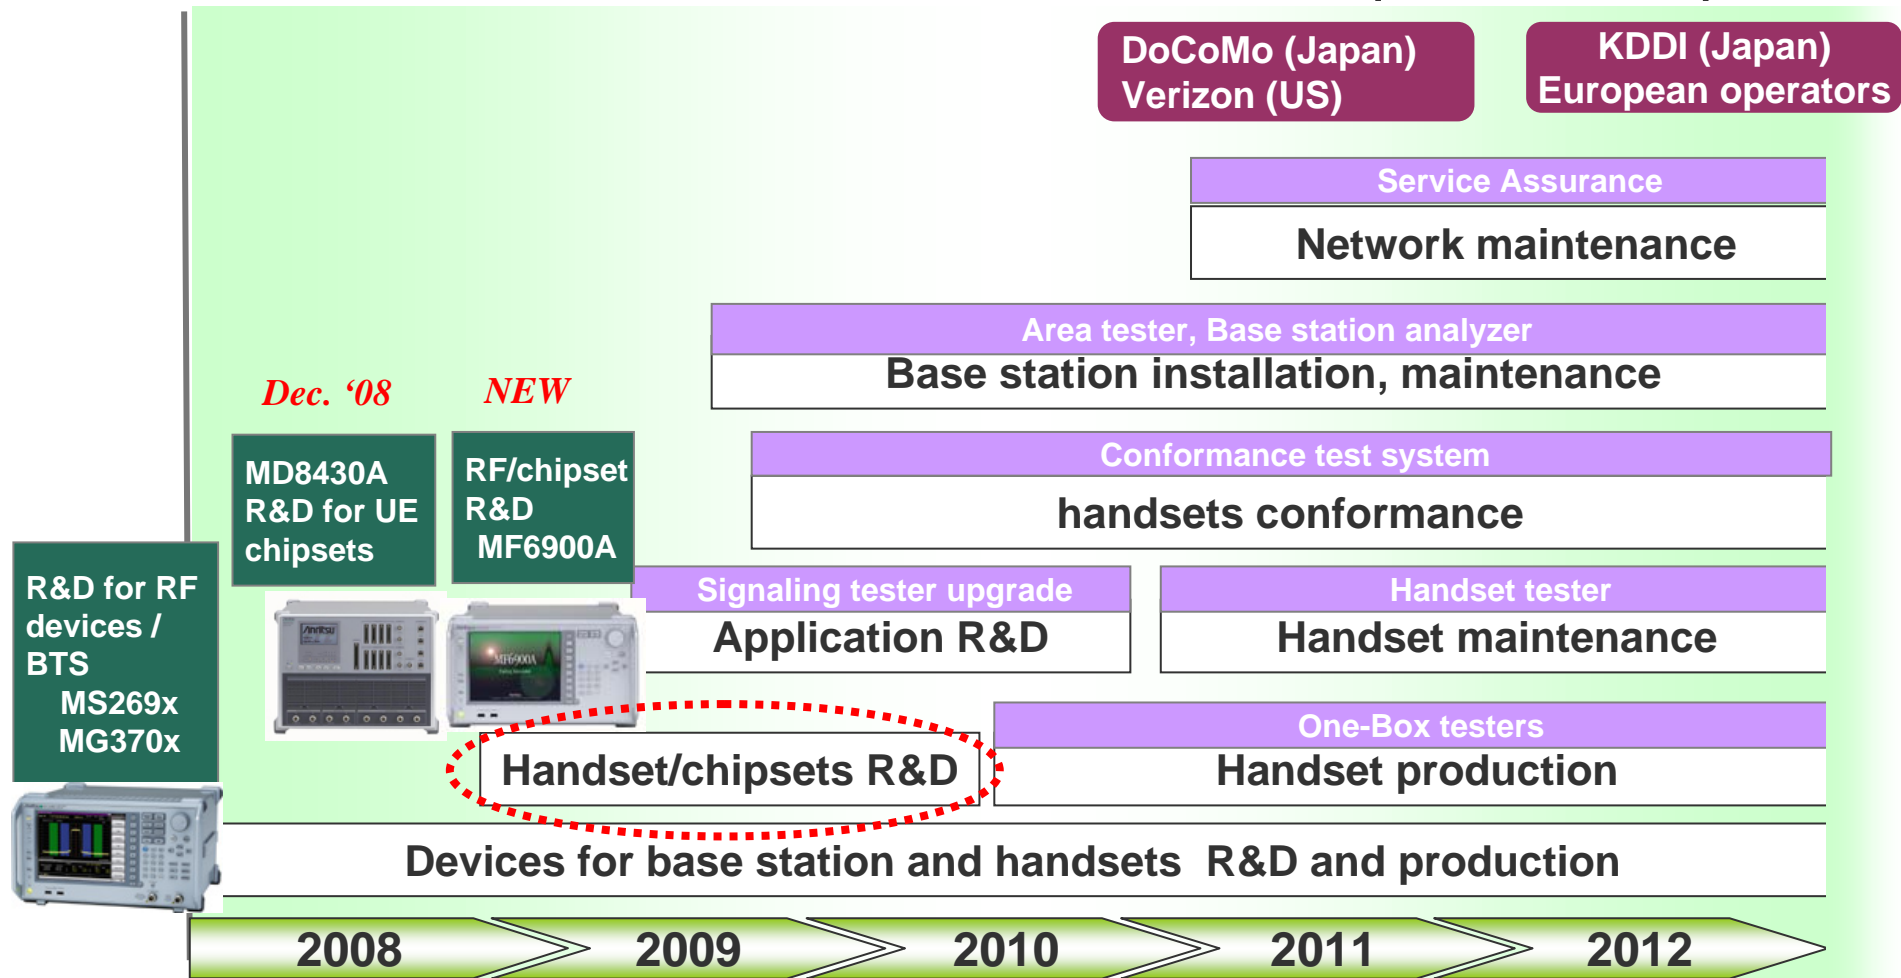 DoCoMo (Japan)
Verizon (US)
KDDI (Japan)
European operators
Service Assurance
Network maintenance
Area tester, Base station analyzer
Base station installation, maintenance
Dec. ‘08
NEW
MD8430A
R&D for UE
chipsets
RF/chipset
R&D
MF6900A
Conformance test system
handsets conformance
R&D for RF
devices /
BTS
MS269x
MG370x
Anritsu
MF6900A
Signaling tester upgrade
Application R&D
Handset tester
Handset maintenance
One-Box testers
Handset/chipsets R&D
Handset production
Devices for base station and handsets R&D and production
2008
2009
2010
2011
2012